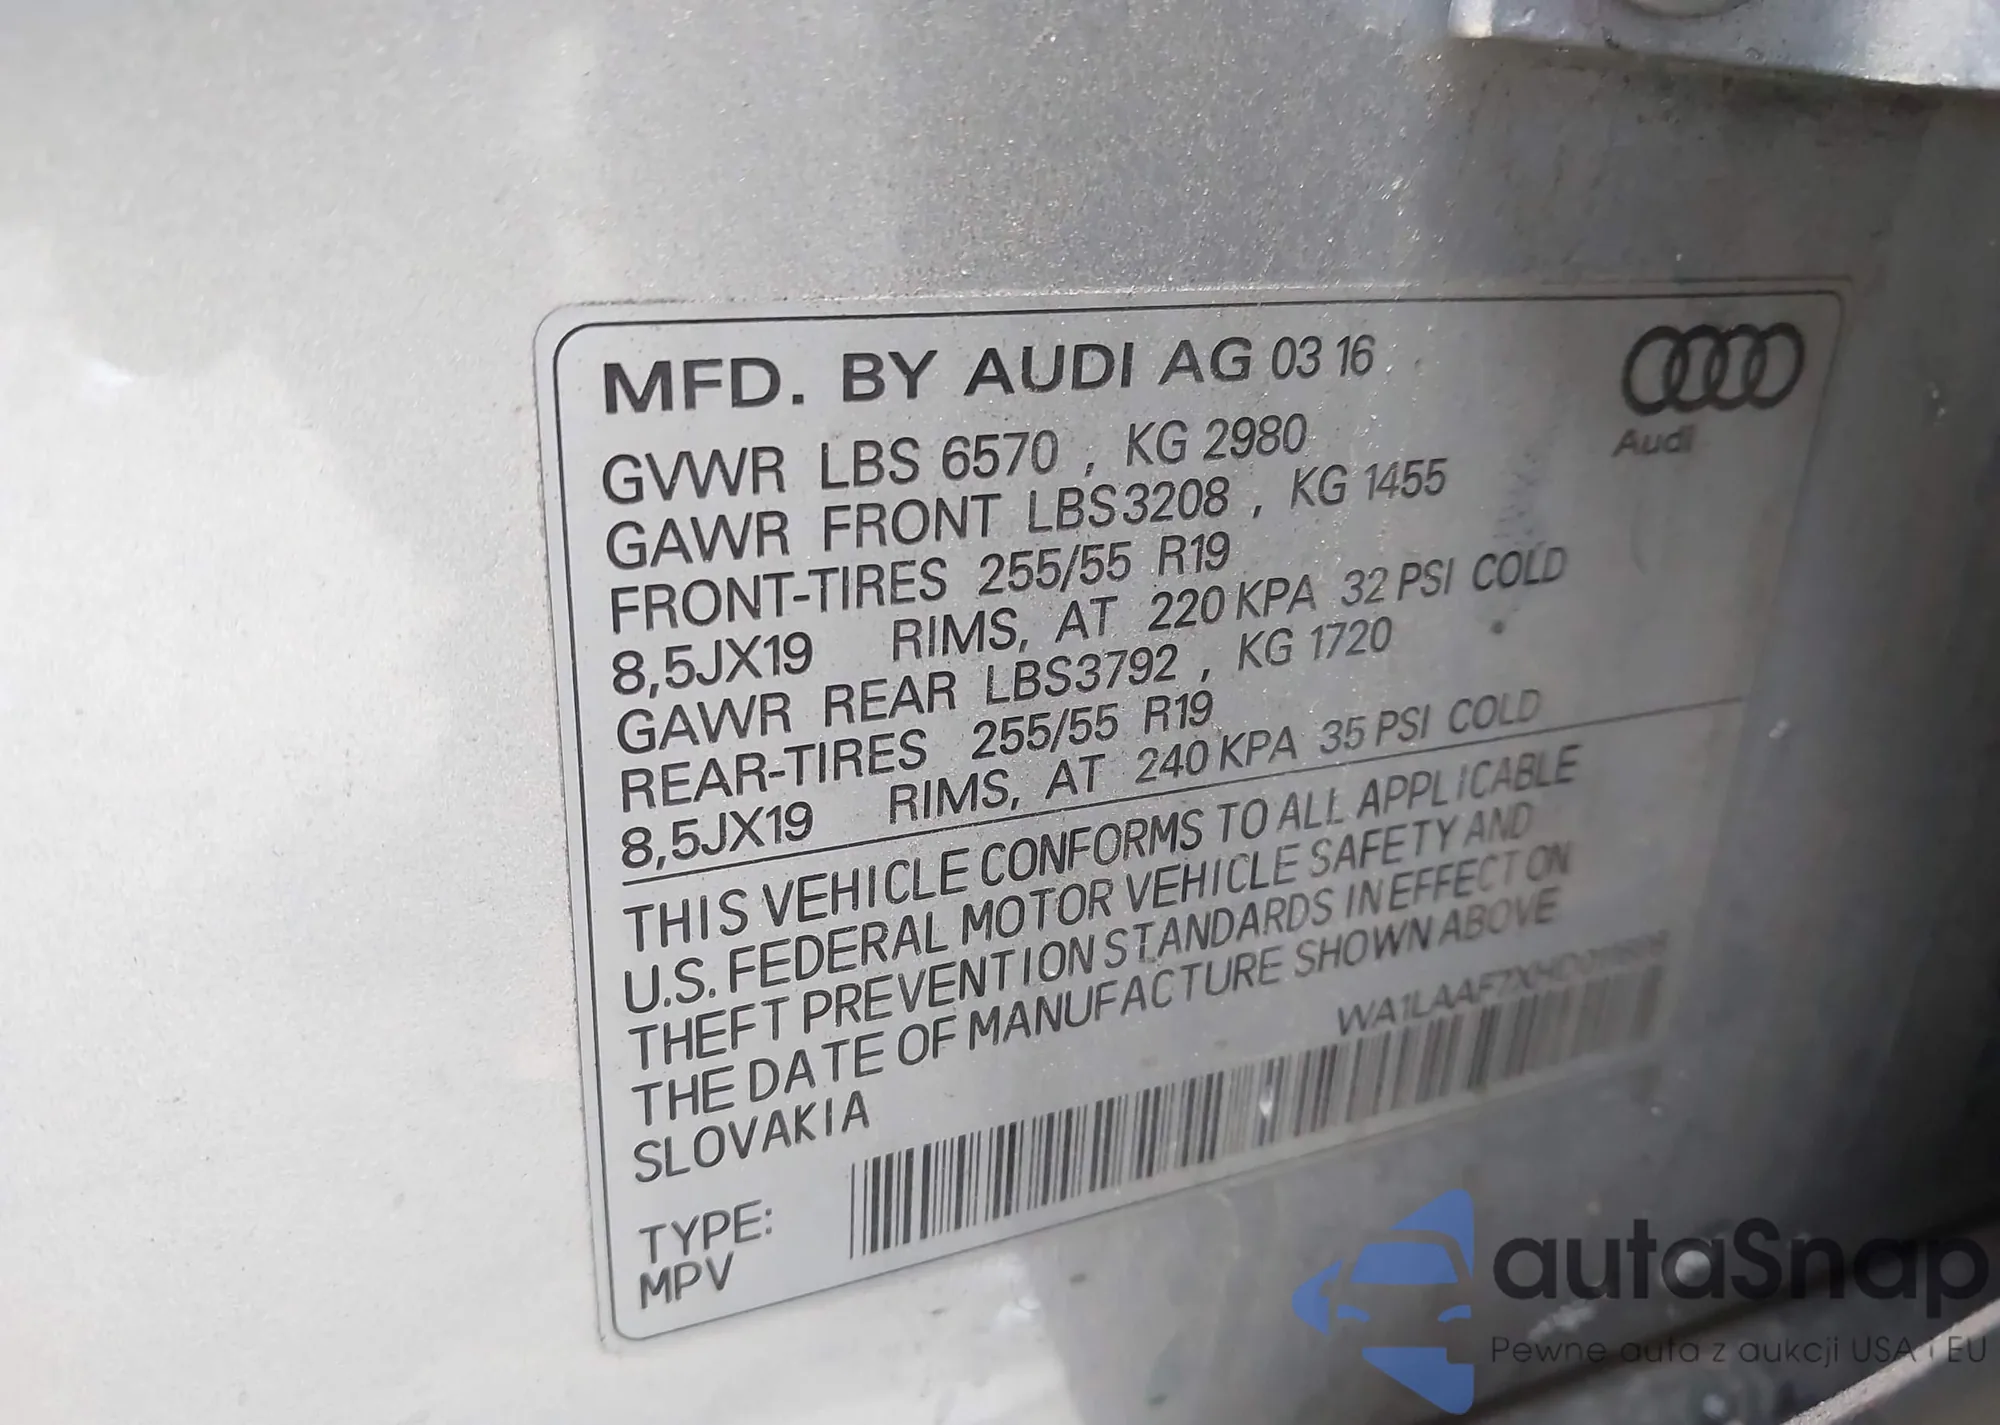 MFD. BY AUDI AG 03 16
Audi
GVWR LBS 6570 , KG 2980
GAWR FRONT LBS3208 , KG 1455
FRONT-TIRES 255/55 R19
8,5JX19 RIMS, AT 220 KPA 32 PSI COLD
GAWR REAR LBS3792 , KG 1720
REAR-TIRES 255/55 R19
8,5JX19 RIMS, AT 240 KPA 35 PSI COLD
THIS VEHICLE CONFORMS TO ALL APPLICABLE
U.S. FEDERAL MOTOR VEHICLE SAFETY AND
THEFT PREVENTION STANDARDS IN EFFECT ON
THE DATE OF MANUFACTURE SHOWN ABOVE
SLOVAKIA
TYPE:
MPV
autaSnap
Pewne auta z aukcji USA i EU